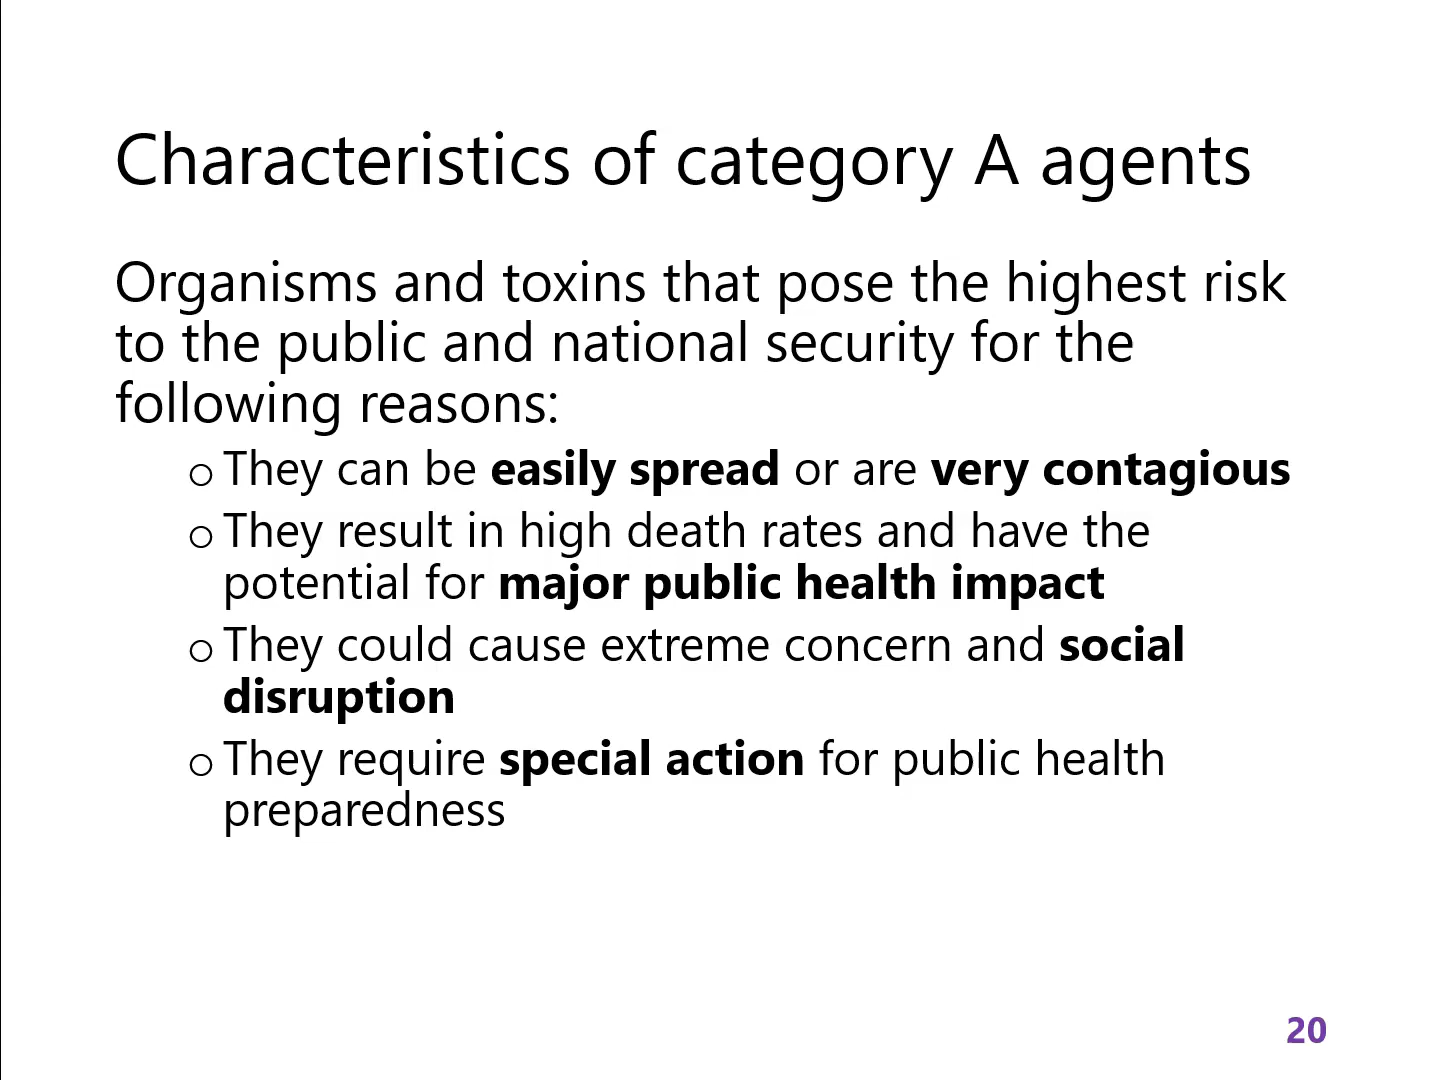 Characteristics of category A agents
Organisms and toxins that pose the highest risk
to the public and national security for the
following reasons:
o They can be easily spread or are very contagious
o They result in high death rates and have the
potential for major public health impact
o They could cause extreme concern and social
disruption
o They require special action for public health
preparedness
20